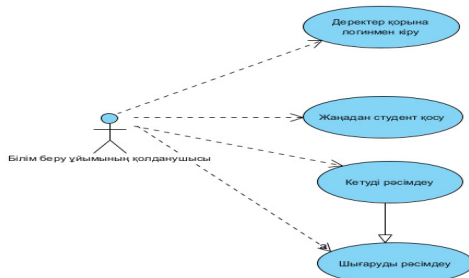 Деректер қорына
логинмен кіру
Жаңадан студент қосу
Білім беру ұйымының қолданушысы
Кетуді рәсімдеу
Шығаруды рәсімдеу